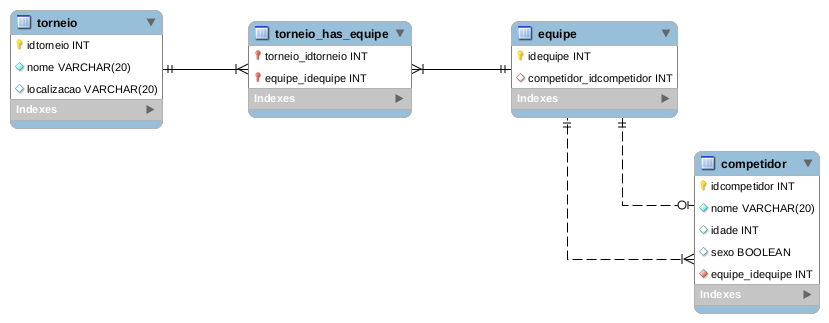 torneio
idtorneio INT
nome VARCHAR(20)
localizacao VARCHAR(20)
Indexes
torneio_has_equipe
torneio_idtorneio INT
equipe_idequipe INT
Indexes
equipe
idequipe INT
competidor_idcompetidor INT
Indexes
competidor
idcompetidor INT
nome VARCHAR(20)
idade INT
sexo BOOLEAN
equipe_idequipe INT
Indexes